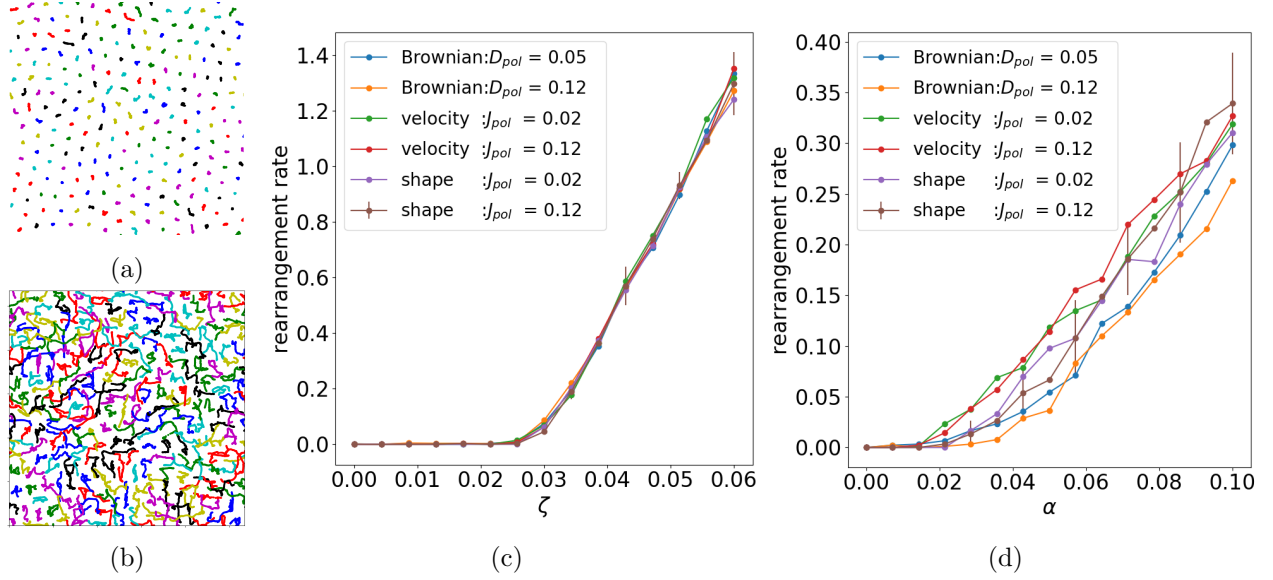 (a)
(b)
rearrangement rate
1.4
1.2
1.0
0.8
0.6
0.4
0.2
0.0
Brownian:D_pol = 0.05
Brownian:D_pol = 0.12
velocity :J_pol = 0.02
velocity :J_pol = 0.12
shape :J_pol = 0.02
shape :J_pol = 0.12
0.00 0.01 0.02 0.03 0.04 0.05 0.06
ζ
(c)
rearrangement rate
0.40
0.35
0.30
0.25
0.20
0.15
0.10
0.05
0.00
Brownian:D_pol = 0.05
Brownian:D_pol = 0.12
velocity :J_pol = 0.02
velocity :J_pol = 0.12
shape :J_pol = 0.02
shape :J_pol = 0.12
0.00 0.02 0.04 0.06 0.08 0.10
α
(d)